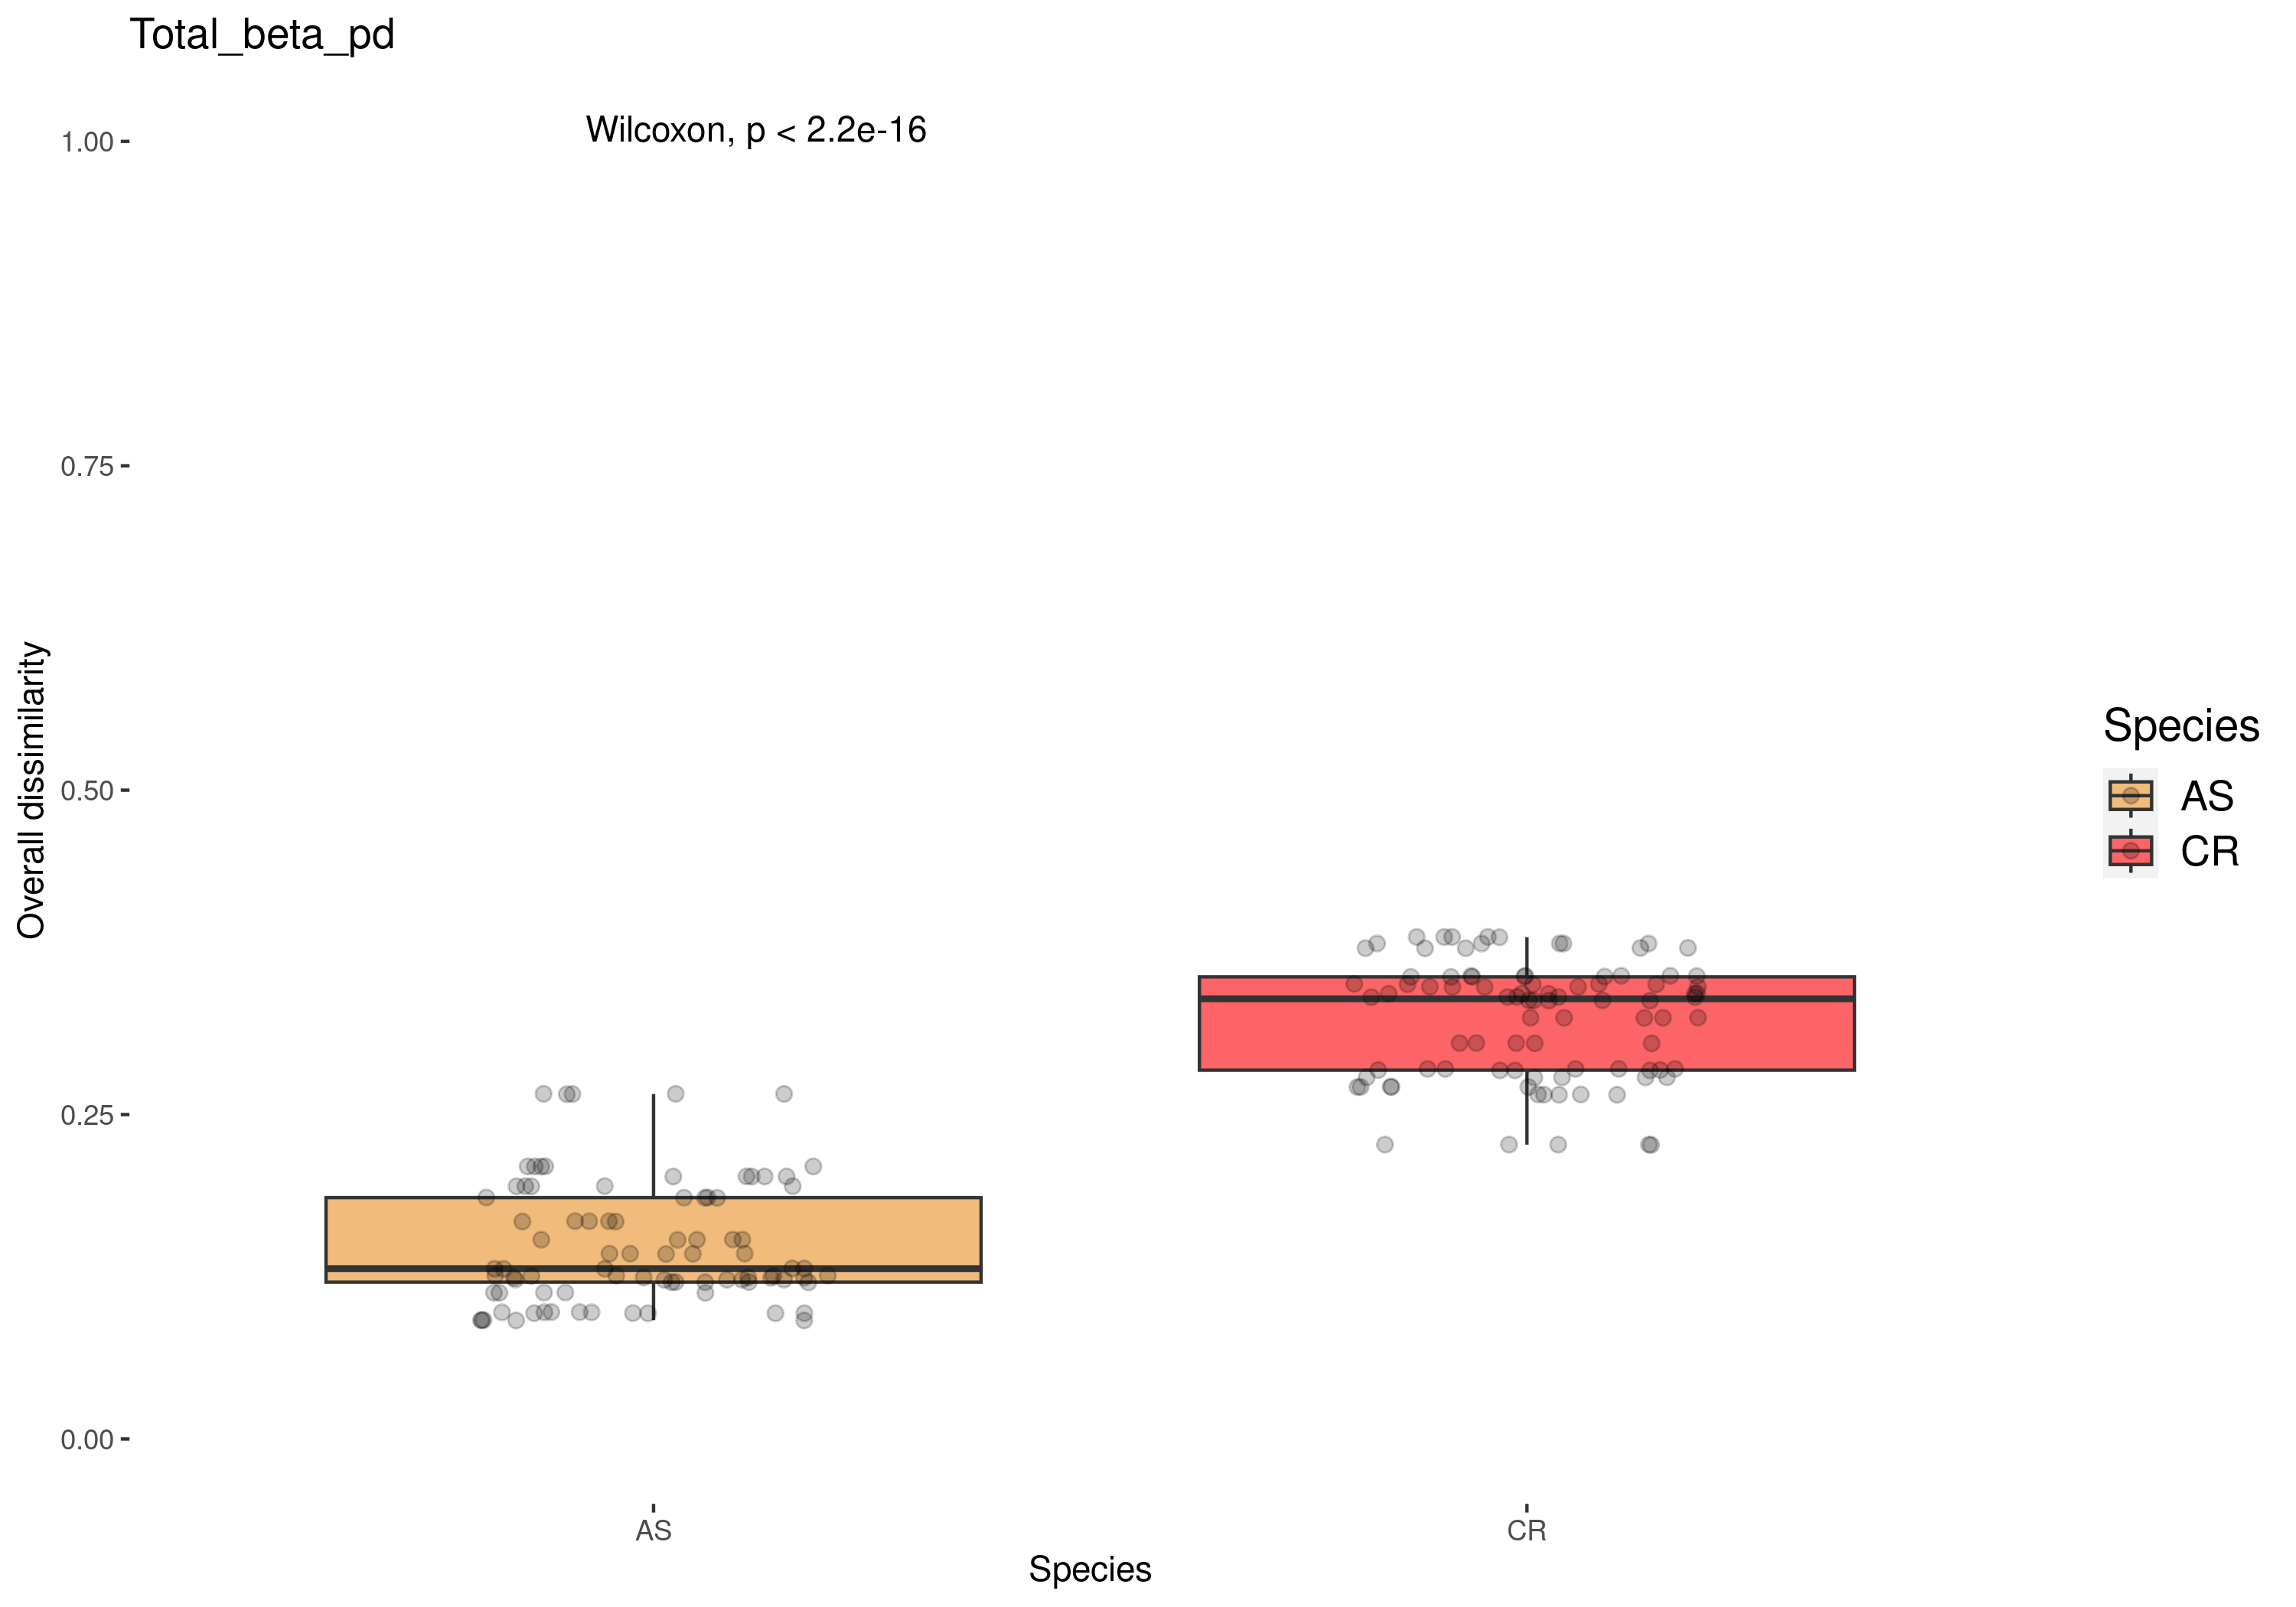 Total_beta_pd
Wilcoxon, p < 2.2e-16
1.00
0.75
0.50
0.25
0.00
Overall dissimilarity
AS
CR
Species
Species
AS
CR